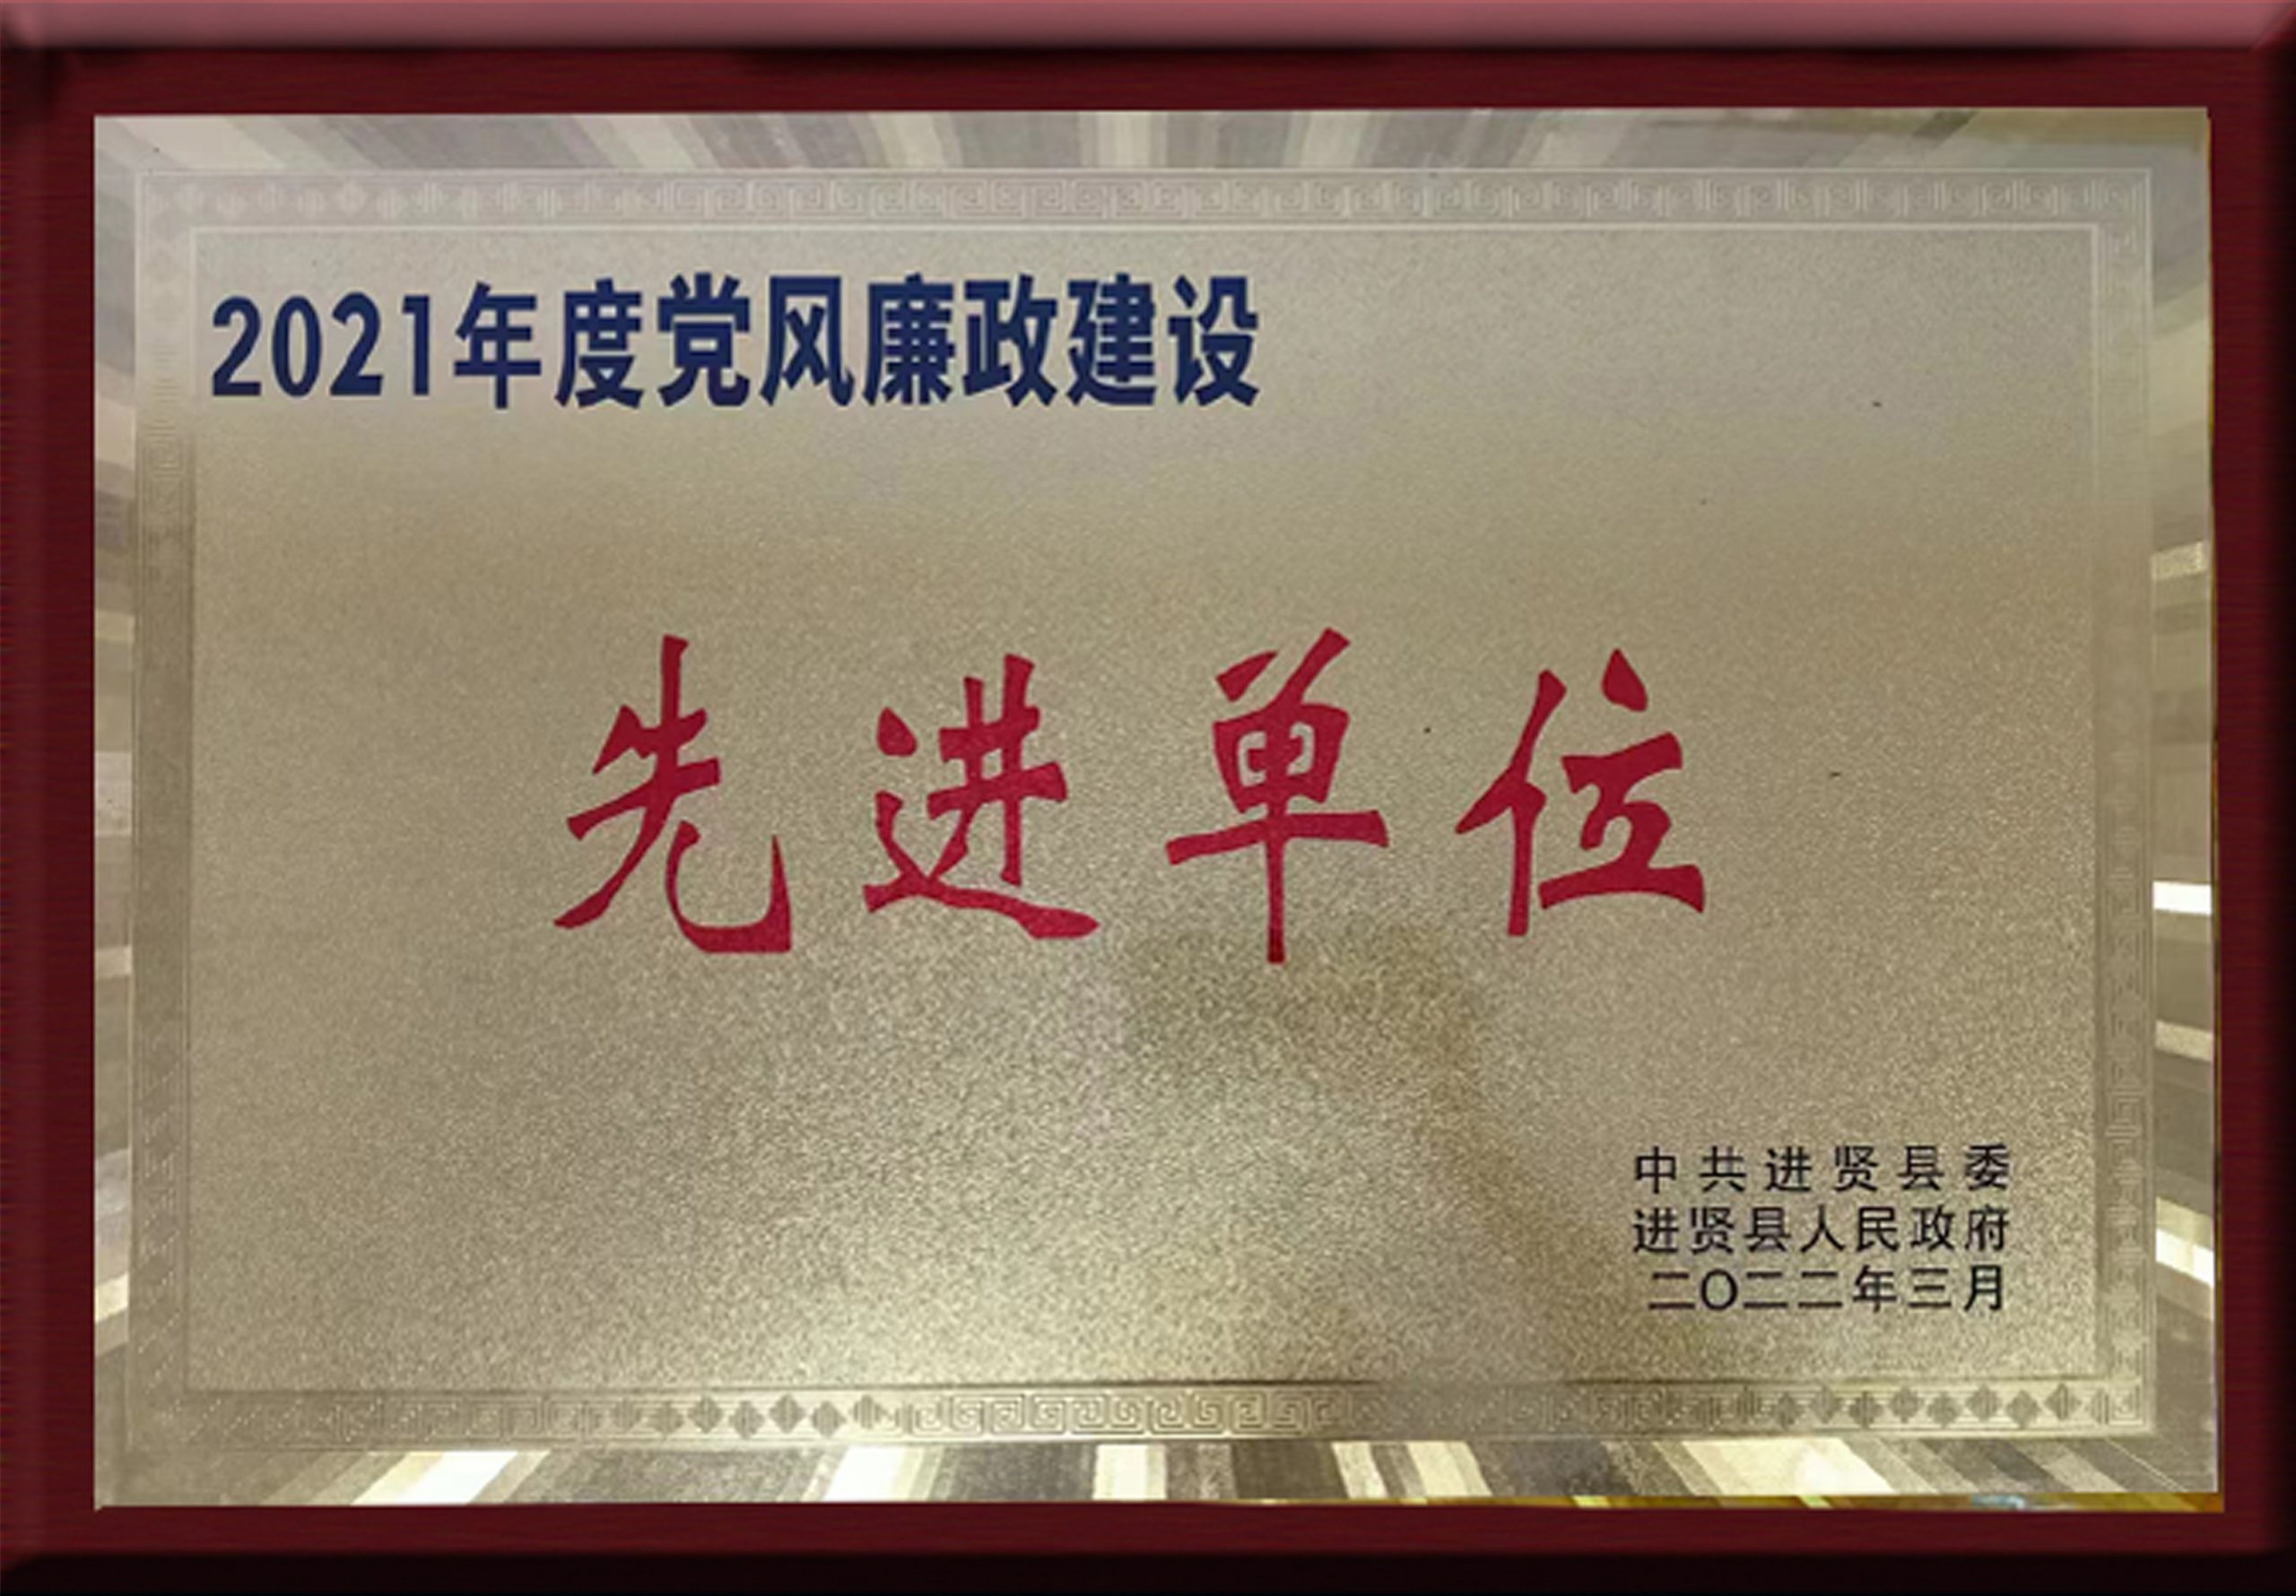 2021年度党风廉政建设
先进单位
中共进贤县委
进贤县人民政府
二〇二二年三月